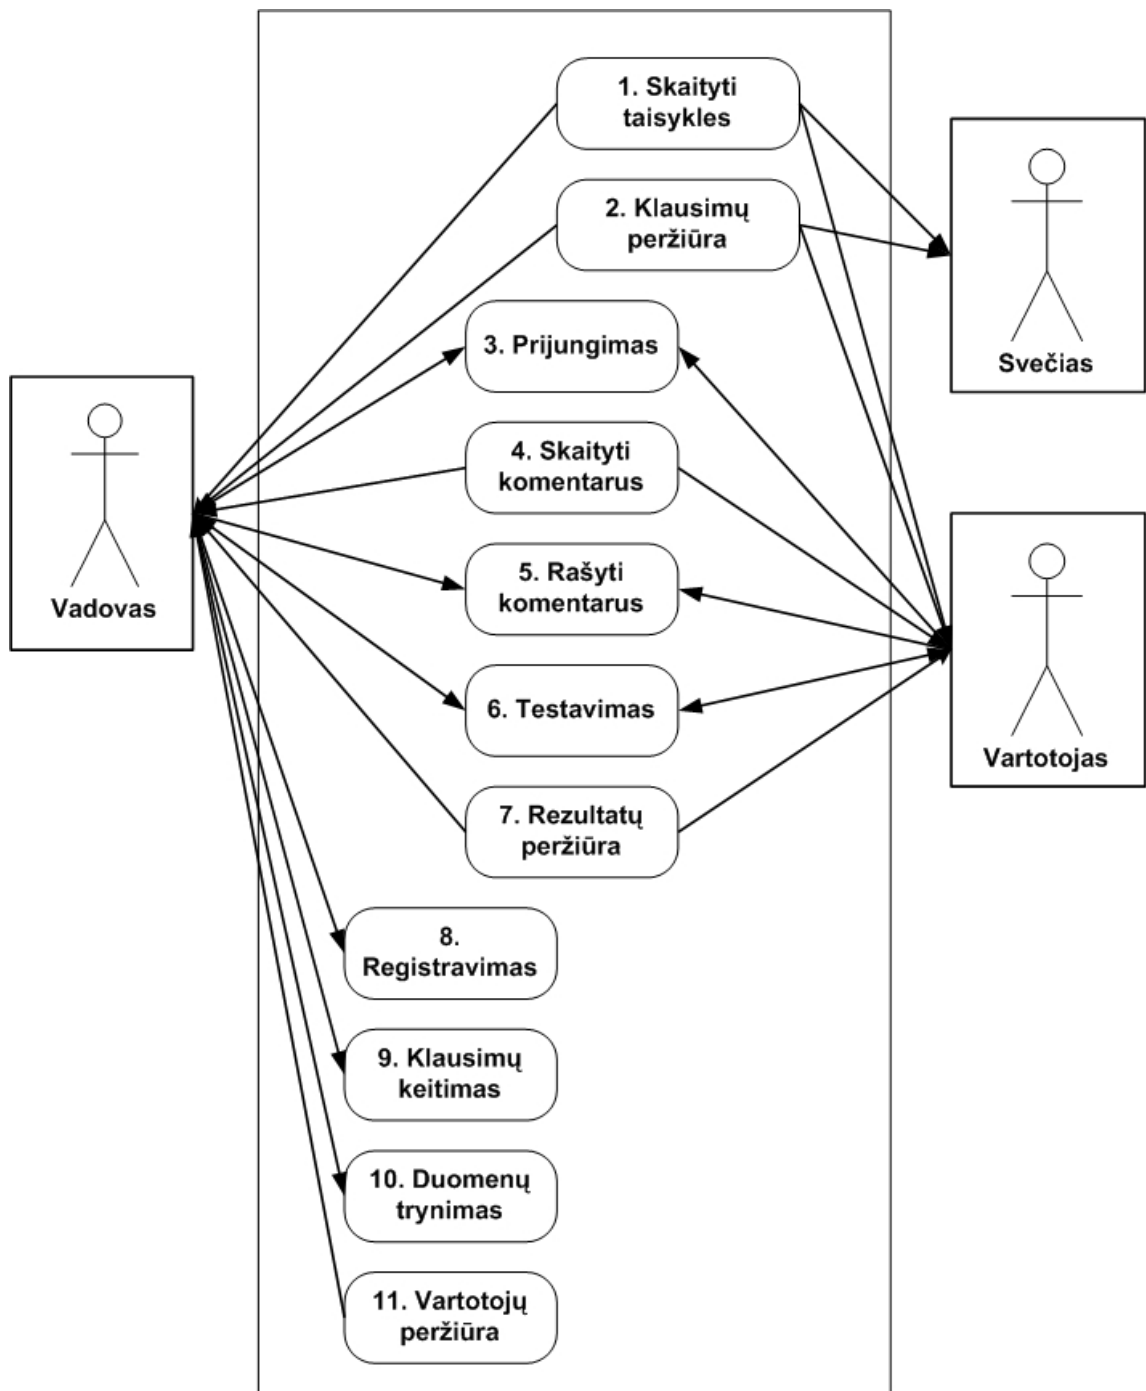 1. Skaityti
taisykles
2. Klausimų
peržiūra
Svečias
3. Prijungimas
4. Skaityti
komentarus
Vadovas
5. Rašyti
komentarus
6. Testavimas
Vartotojas
7. Rezultatų
peržiūra
8.
Registravimas
9. Klausimų
keitimas
10. Duomenų
trynimas
11. Vartotojų
peržiūra